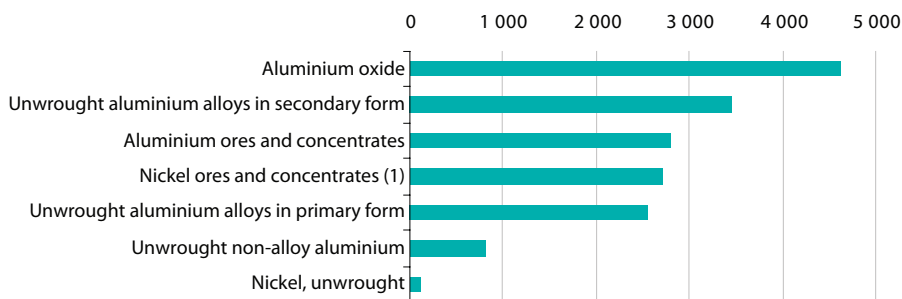 0 1 000 2 000 3 000 4 000 5 000
Aluminium oxide
Unwrought aluminium alloys in secondary form
Aluminium ores and concentrates
Nickel ores and concentrates (1)
Unwrought aluminium alloys in primary form
Unwrought non-alloy aluminium
Nickel, unwrought